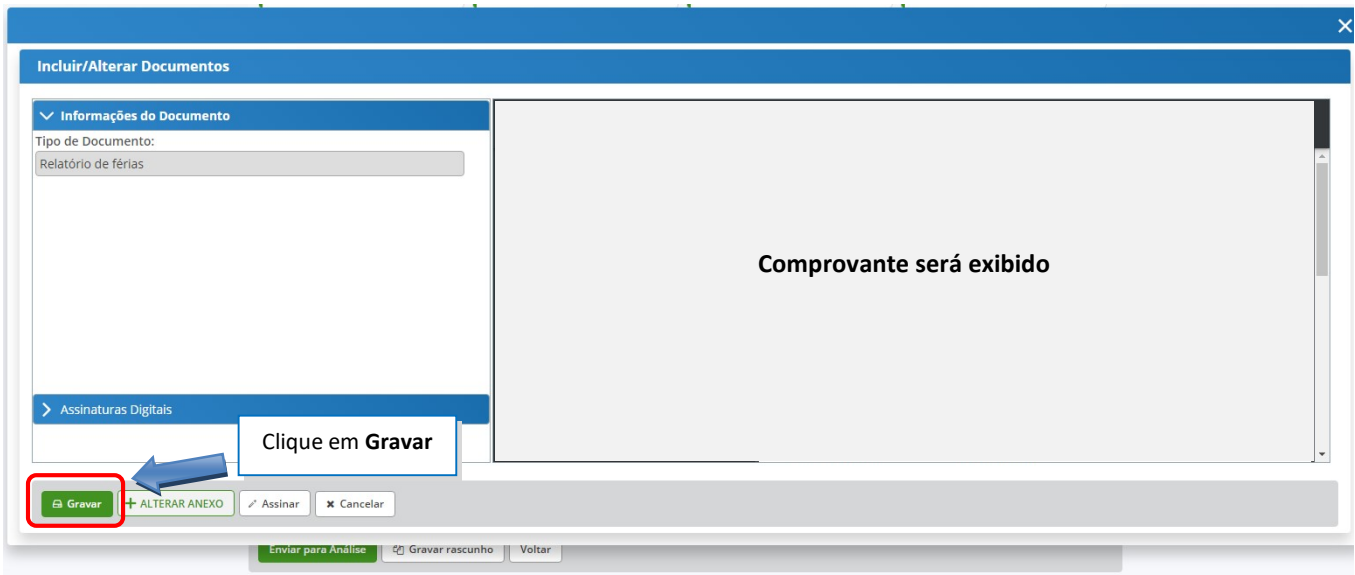 Incluir/Alterar Documentos
Informações do Documento
Tipo de Documento:
Relatório de férias
Comprovante será exibido
Assinaturas Digitais
Clique em Gravar
Gravar
ALTERAR ANEXO
Assinar
Cancelar
Enviar para Análise
Gravar rascunho
Voltar